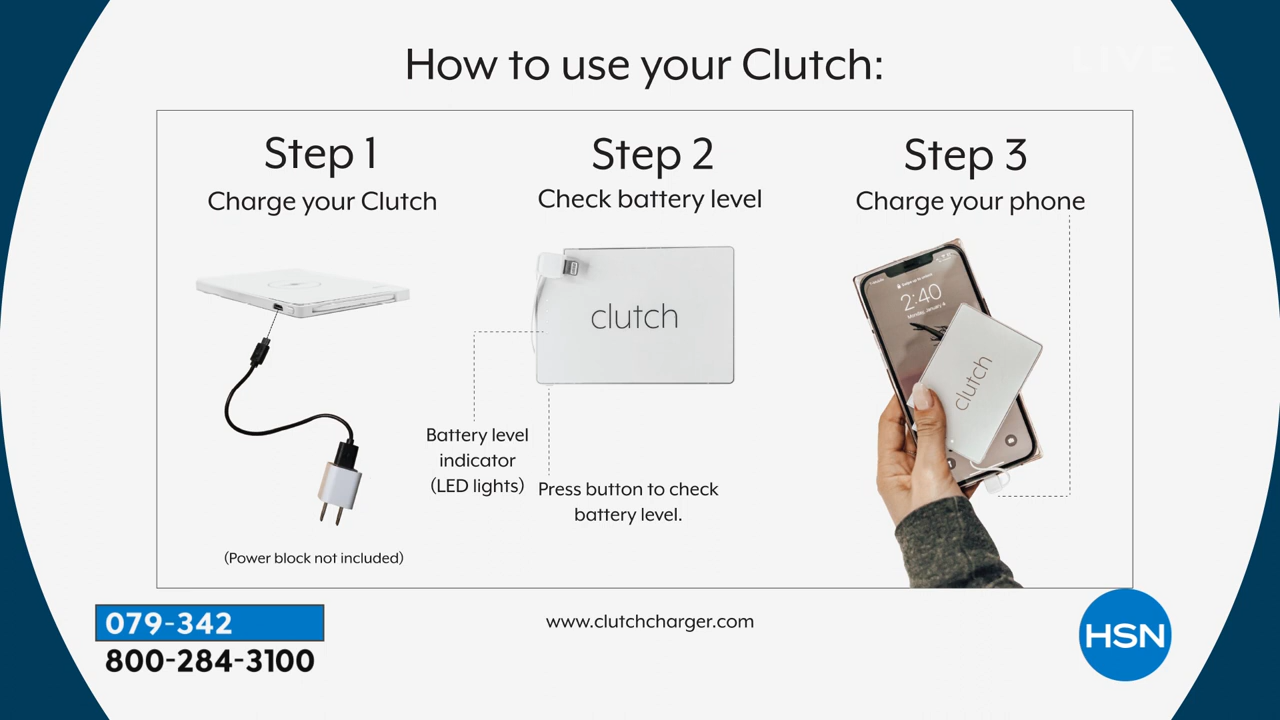 LIVE
How to use your Clutch:
Step 1
Charge your Clutch
(Power block not included)
Step 2
Check battery level
clutch
Battery level
indicator
(LED lights)
Press button to check
battery level.
Step 3
Charge your phone
2:40
clutch
079-342
800-284-3100
www.clutchcharger.com
HSN